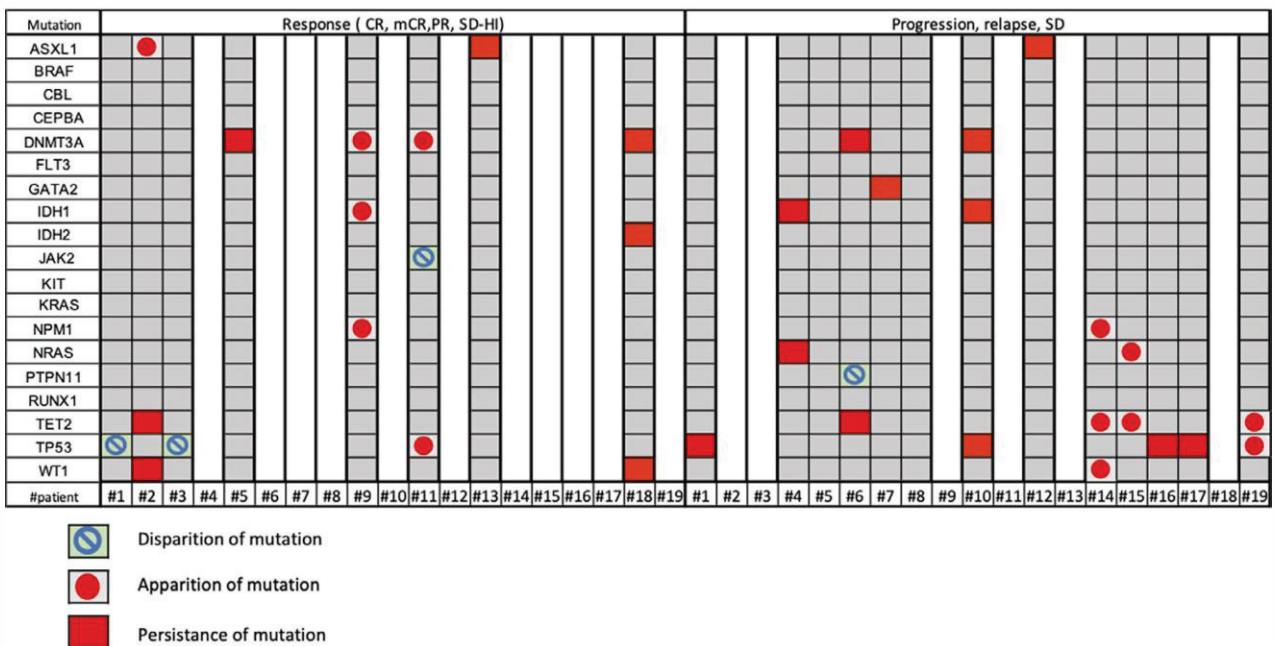 Mutation Response ( CR, mCR,PR, SD-HI) Progression, relapse, SD
ASXL1
BRAF
CBL
CEPBA
DNMT3A
FLT3
GATA2
IDH1
IDH2
JAK2
KIT
KRAS
NPM1
NRAS
PTPN11
RUNX1
TET2
TP53
WT1
#patient #1 #2 #3 #4 #5 #6 #7 #8 #9 #10 #11 #12 #13 #14 #15 #16 #17 #18 #19 #1 #2 #3 #4 #5 #6 #7 #8 #9 #10 #11 #12 #13 #14 #15 #16 #17 #18 #19
Disparition of mutation
Apparition of mutation
Persistance of mutation